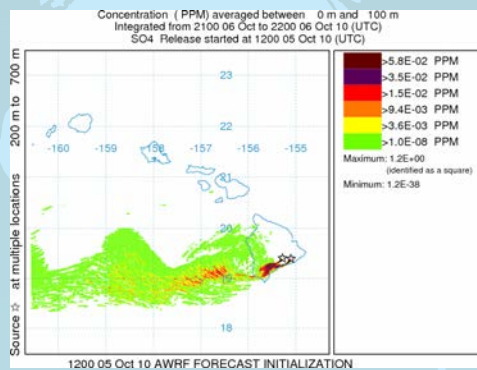 Concentration ( PPM) averaged between 0 m and 100 m
Integrated from 2100 06 Oct to 2200 06 Oct 10 (UTC)
SO4 Release started at 1200 05 Oct 10 (UTC)
Source ☆ at multiple locations 200 m to 700 m
23
22
-160 -159 -158 -157 -156 -155
21
20
19
18
>5.8E-02 PPM
>3.5E-02 PPM
>1.5E-02 PPM
>9.4E-03 PPM
>3.6E-03 PPM
>1.0E-08 PPM
Maximum: 1.2E+00
(identified as a square)
Minimum: 1.2E-38
1200 05 Oct 10 AWRF FORECAST INITIALIZATION